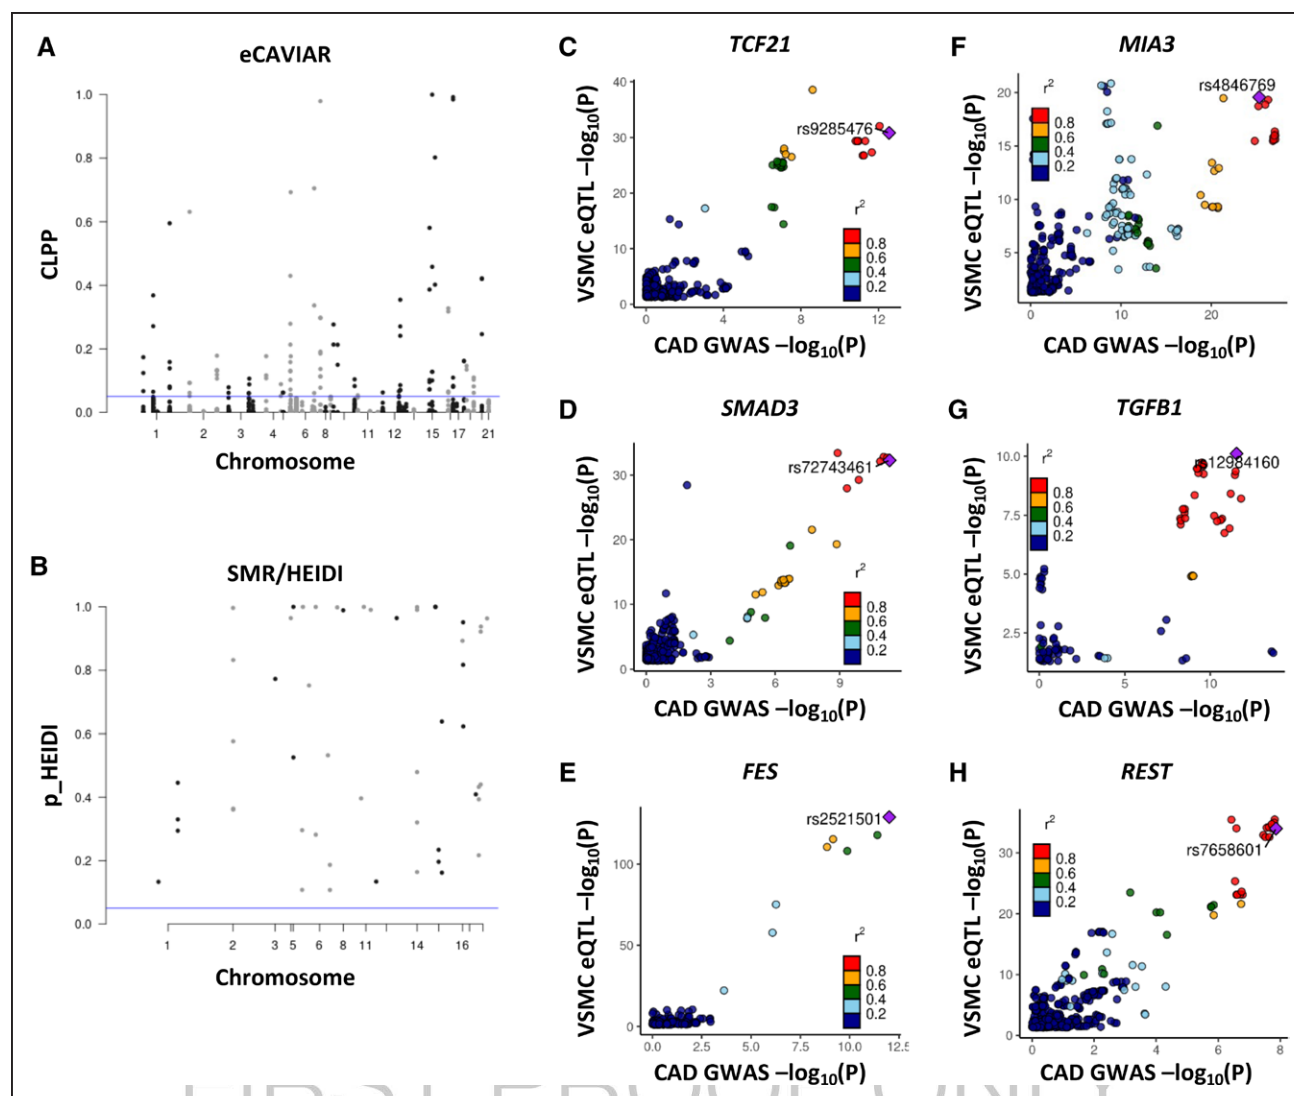 A
eCAVIAR
CLPP
1.0
0.8
0.6
0.4
0.2
0.0
1 2 3 4 6 8 11 12 15 17 21
Chromosome
B
SMR/HEIDI
p_HEIDI
1.0
0.8
0.6
0.4
0.2
0.0
1 2 3 5 6 8 11 14 16
Chromosome
C
TCF21
VSMC eQTL –log10(P)
40
30
20
10
0
rs9285476
r2
0.8
0.6
0.4
0.2
0 4 8 12
CAD GWAS –log10(P)
D
SMAD3
VSMC eQTL –log10(P)
30
20
10
0
rs72743461
r2
0.8
0.6
0.4
0.2
0 3 6 9
CAD GWAS –log10(P)
E
FES
VSMC eQTL –log10(P)
100
50
0
rs2521501
r2
0.8
0.6
0.4
0.2
0.0 2.5 5.0 7.5 10.0 12.5
CAD GWAS –log10(P)
F
MIA3
VSMC eQTL –log10(P)
20
15
10
5
rs4846769
r2
0.8
0.6
0.4
0.2
0 10 20
CAD GWAS –log10(P)
G
TGFB1
VSMC eQTL –log10(P)
10.0
7.5
5.0
2.5
rs12984160
r2
0.8
0.6
0.4
0.2
0 5 10
CAD GWAS –log10(P)
H
REST
VSMC eQTL –log10(P)
30
20
10
0
rs7658601
r2
0.8
0.6
0.4
0.2
0 2 4 6 8
CAD GWAS –log10(P)